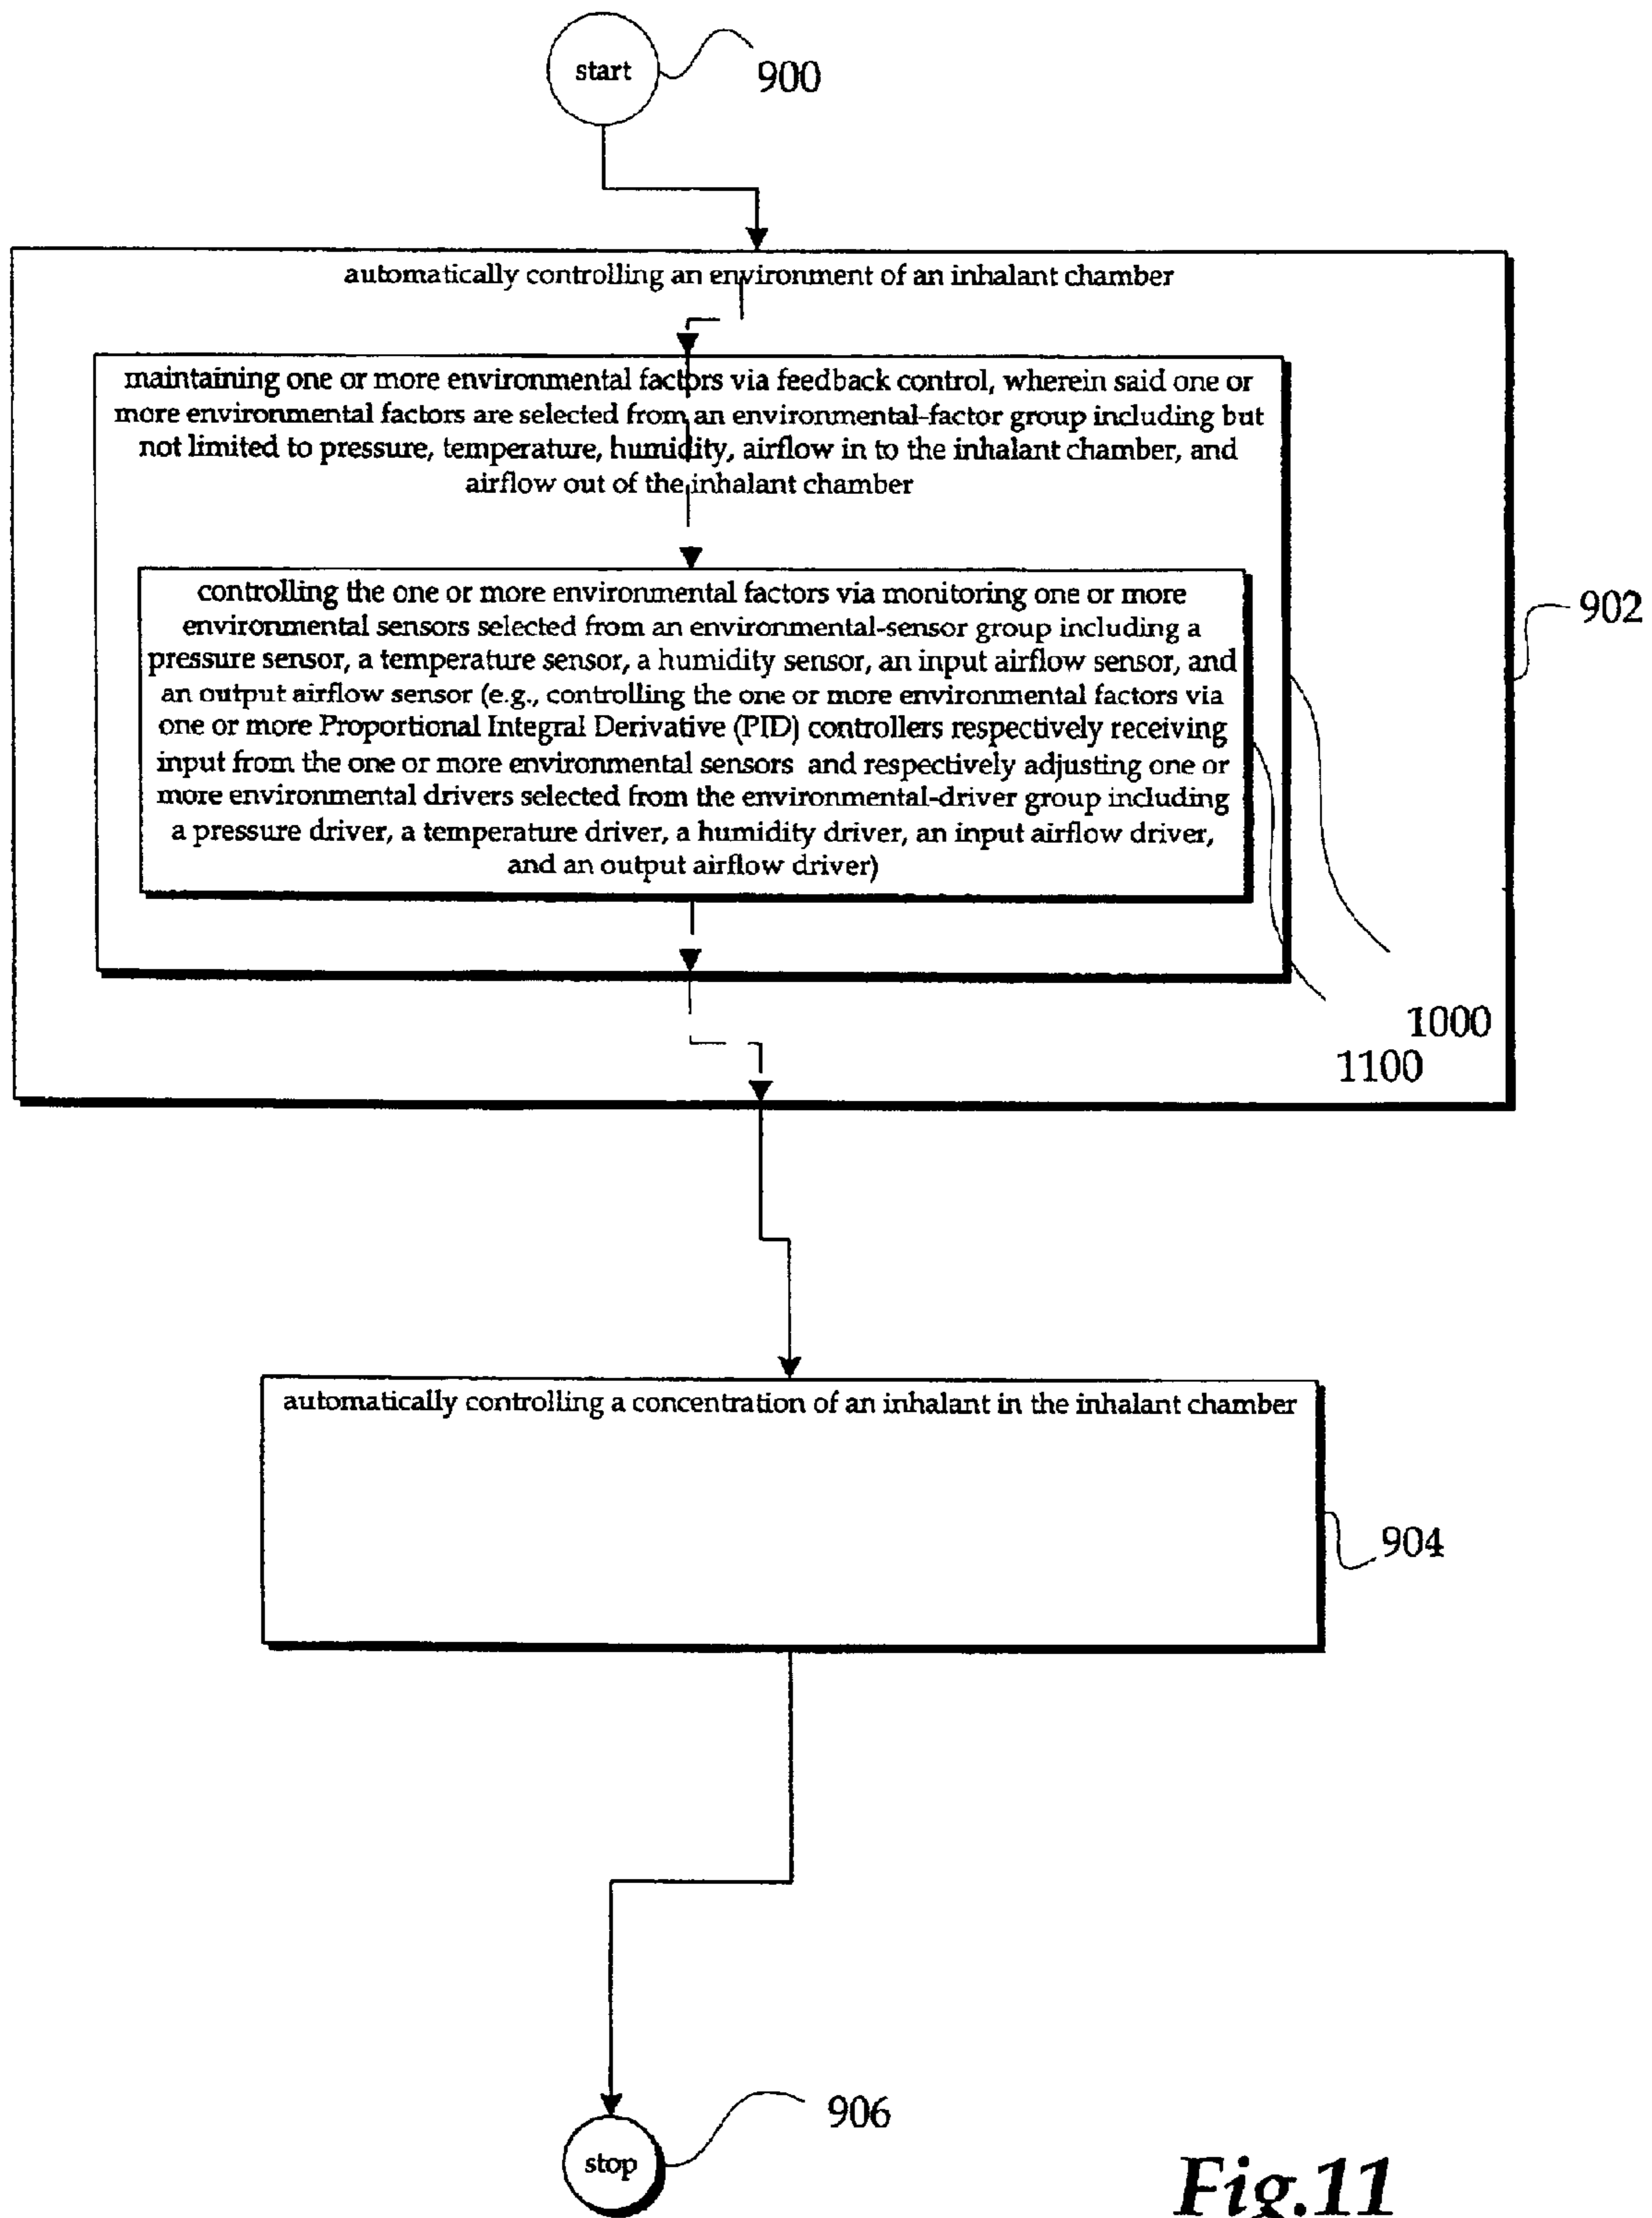 start
900
automatically controlling an environment of an inhalant chamber
maintaining one or more environmental factors via feedback control, wherein said one or
more environmental factors are selected from an environmental-factor group including but
not limited to pressure, temperature, humidity, airflow in to the inhalant chamber, and
airflow out of the inhalant chamber
controlling the one or more environmental factors via monitoring one or more
environmental sensors selected from an environmental-sensor group including a
pressure sensor, a temperature sensor, a humidity sensor, an input airflow sensor, and
an output airflow sensor (e.g., controlling the one or more environmental factors via
one or more Proportional Integral Derivative (PID) controllers respectively receiving
input from the one or more environmental sensors and respectively adjusting one or
more environmental drivers selected from the environmental-driver group including
a pressure driver, a temperature driver, a humidity driver, an input airflow driver,
and an output airflow driver)
902
1000
1100
automatically controlling a concentration of an inhalant in the inhalant chamber
904
906
stop
Fig.11